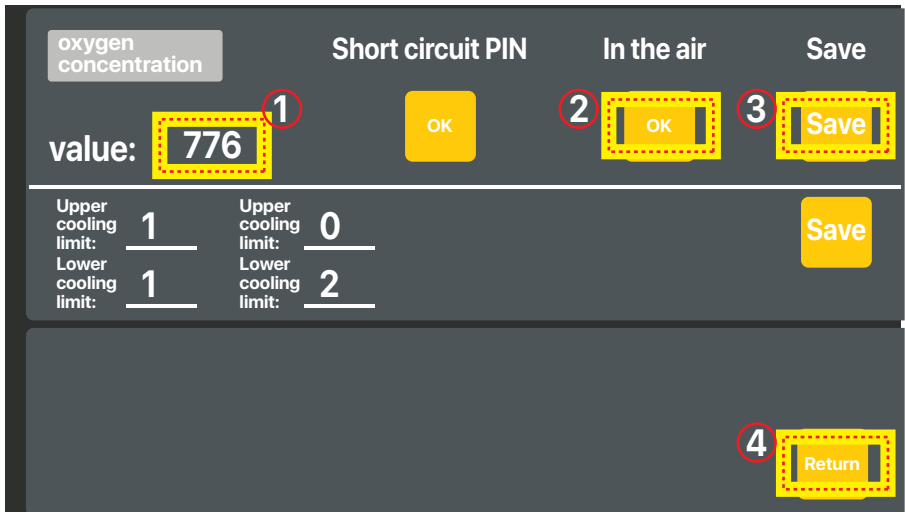 oxygen
concentration
Short circuit PIN
In the air
Save
value:
776
①
OK
②
OK
③
Save
Upper
cooling
limit:
1
Upper
cooling
limit:
0
Save
Lower
cooling
limit:
1
Lower
cooling
limit:
2
④
Return